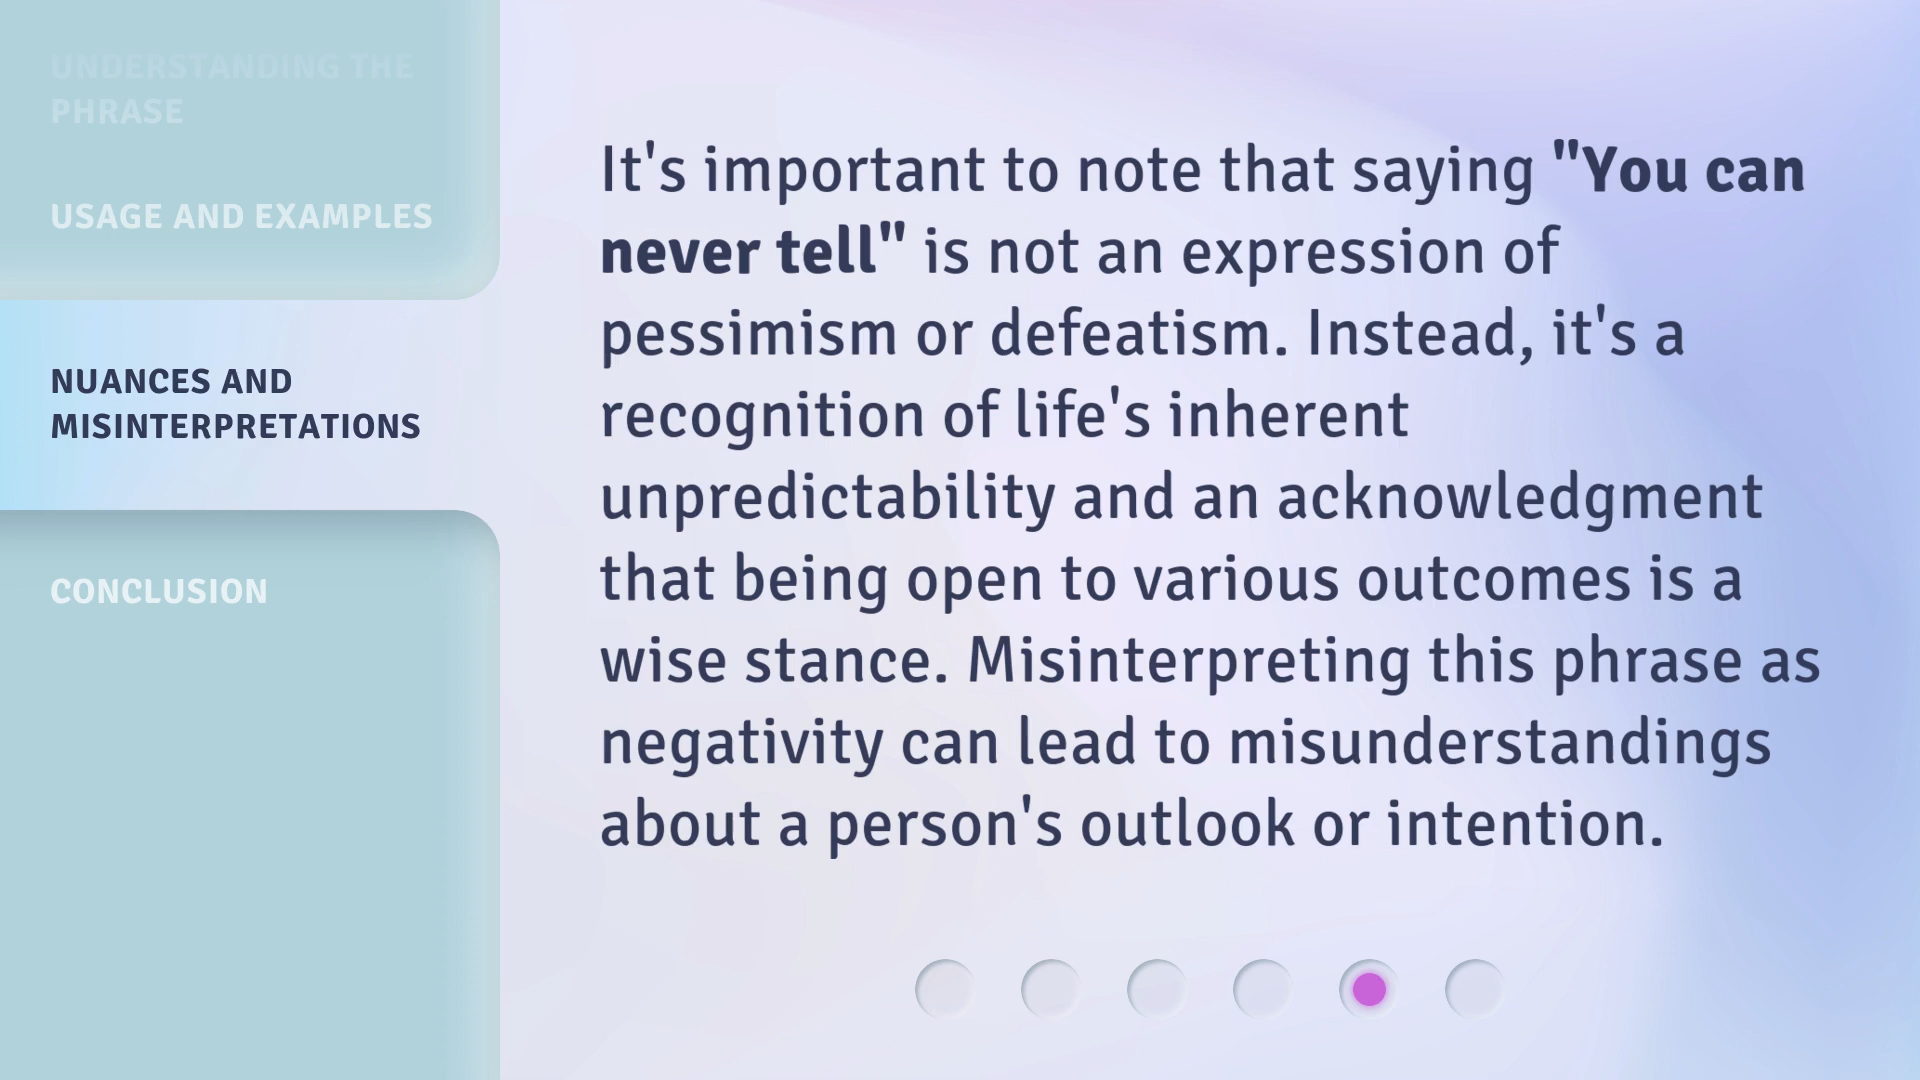 UNDERSTANDING THE
PHRASE
USAGE AND EXAMPLES
NUANCES AND
MISINTERPRETATIONS
CONCLUSION
It's important to note that saying "You can
never tell" is not an expression of
pessimism or defeatism. Instead, it's a
recognition of life's inherent
unpredictability and an acknowledgment
that being open to various outcomes is a
wise stance. Misinterpreting this phrase as
negativity can lead to misunderstandings
about a person's outlook or intention.